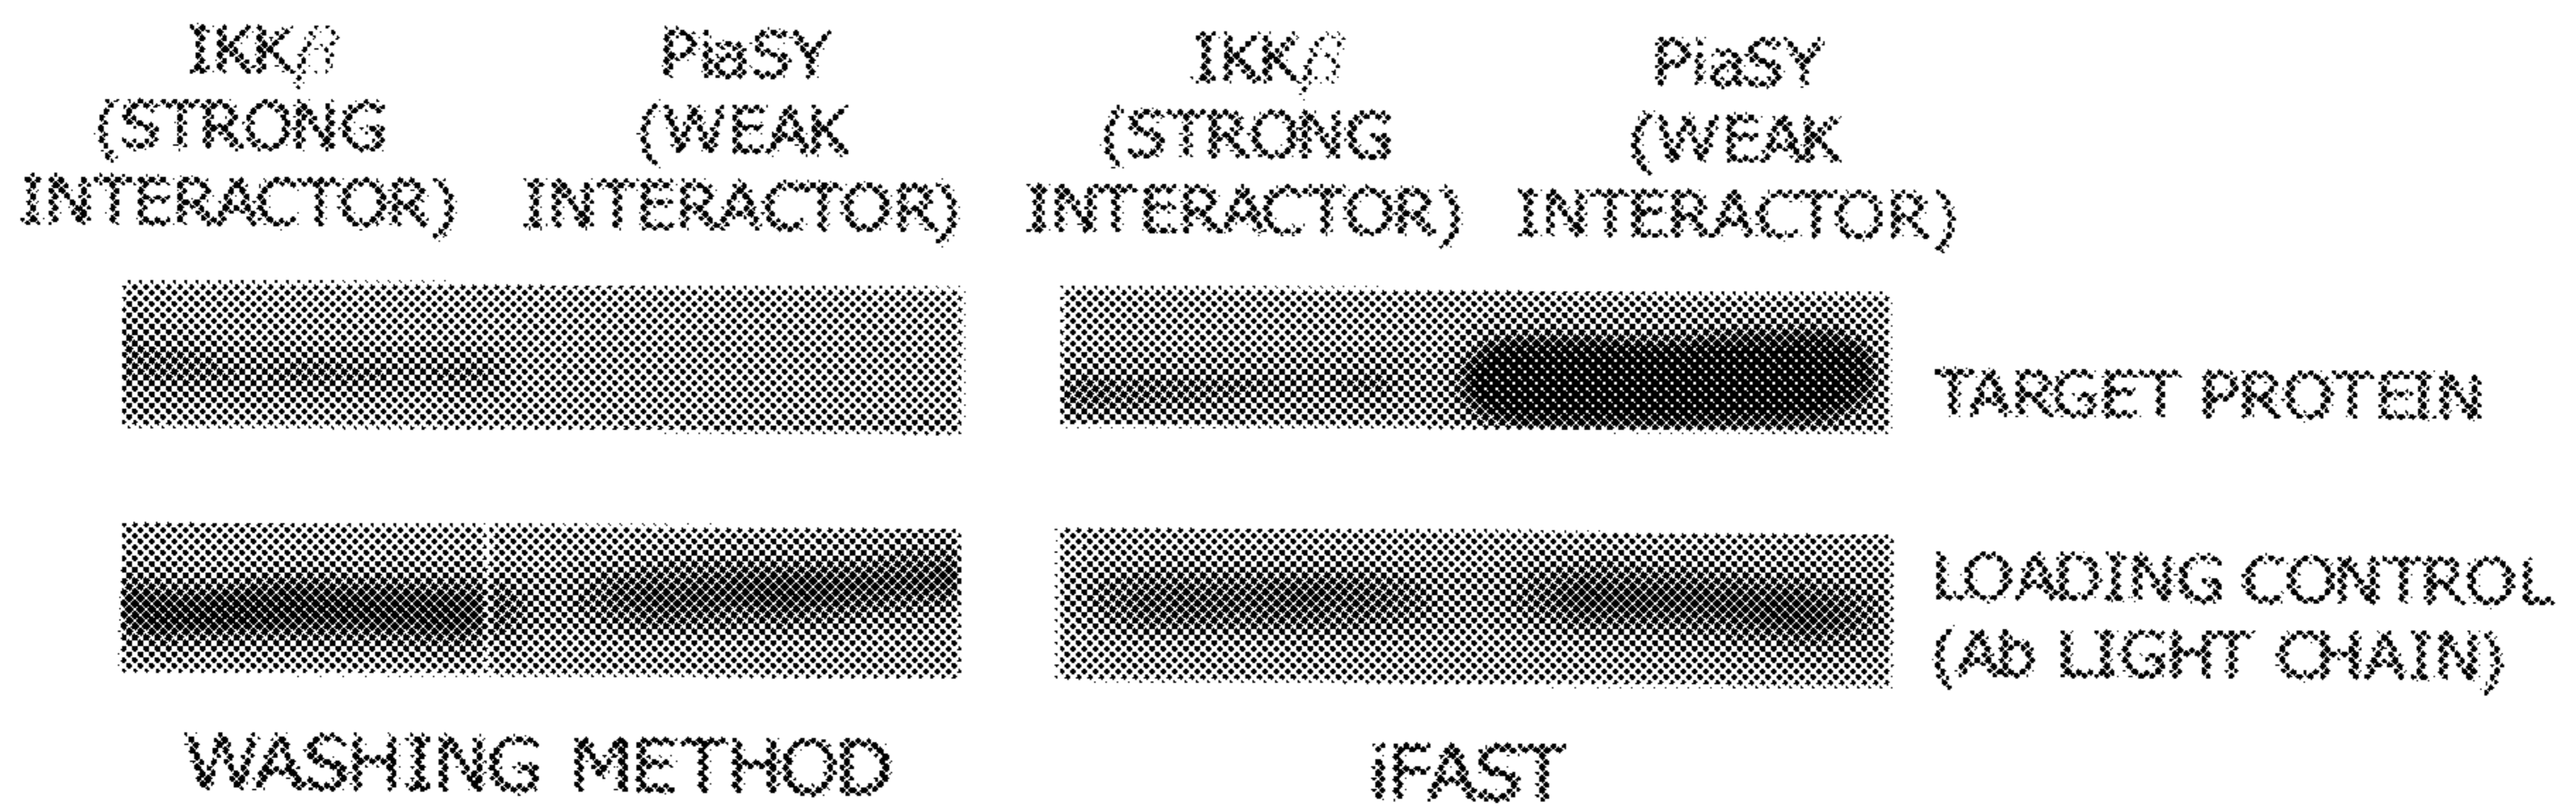 IKKβ
(STRONG
INTERACTOR)
PiaSY
(WEAK
INTERACTOR)
IKKβ
(STRONG
INTERACTOR)
PiaSY
(WEAK
INTERACTOR)
TARGET PROTEIN
LOADING CONTROL
(Ab LIGHT CHAIN)
WASHING METHOD
iFAST